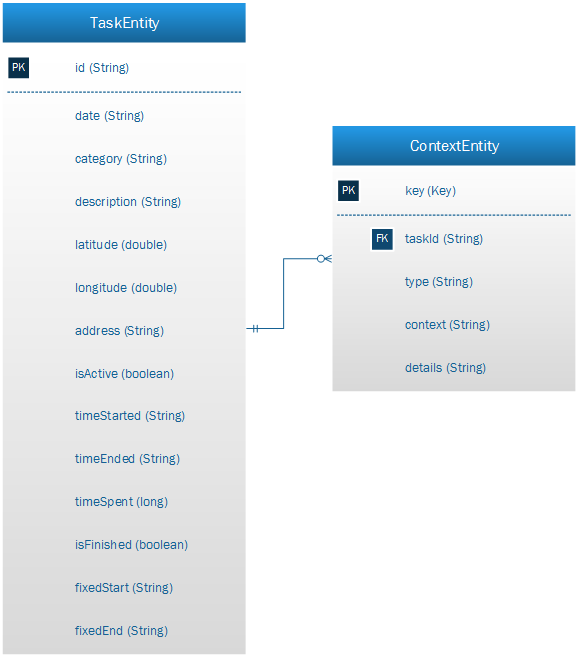 TaskEntity
PK id (String)
date (String)
category (String)
description (String)
latitude (double)
longitude (double)
address (String)
isActive (boolean)
timeStarted (String)
timeEnded (String)
timeSpent (long)
isFinished (boolean)
fixedStart (String)
fixedEnd (String)
ContextEntity
PK key (Key)
FK taskId (String)
type (String)
context (String)
details (String)